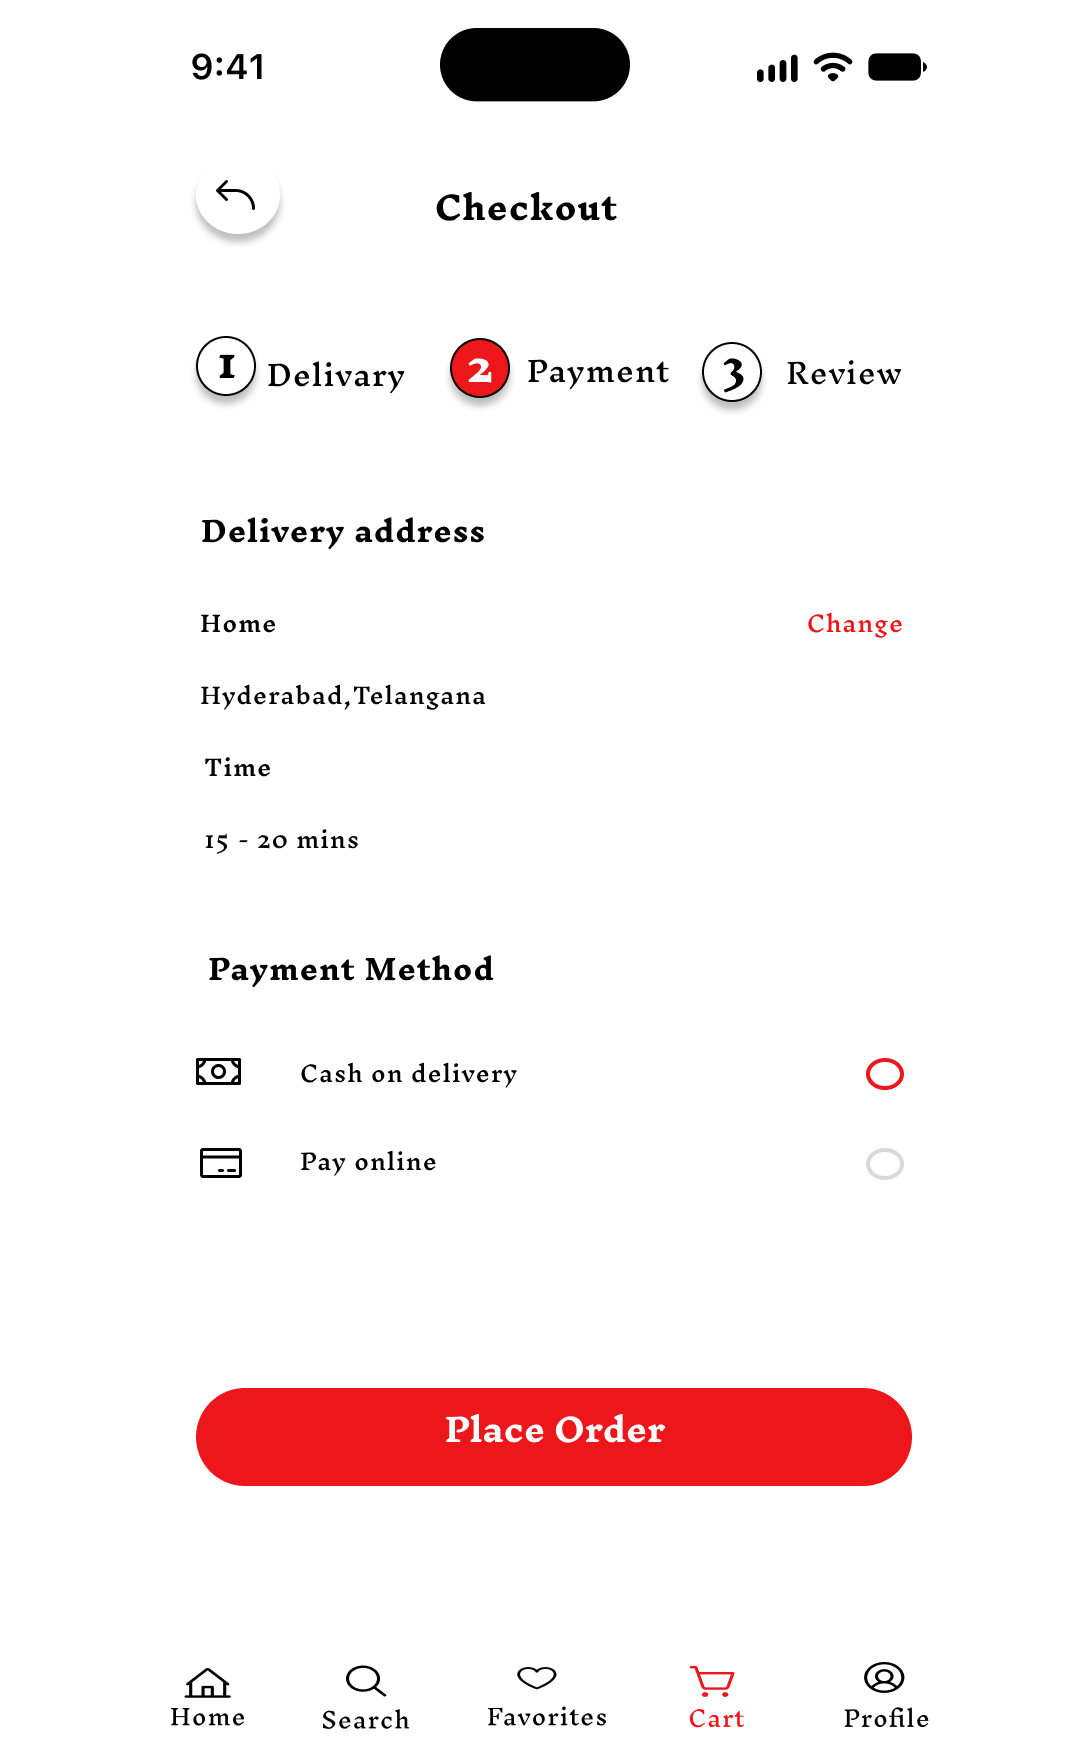 9:41
Checkout
1 Delivary 2 Payment 3 Review
Delivery address
Home Change
Hyderabad,Telangana
Time
15 - 20 mins
Payment Method
Cash on delivery
Pay online
Place Order
Home Search Favorites Cart Profile